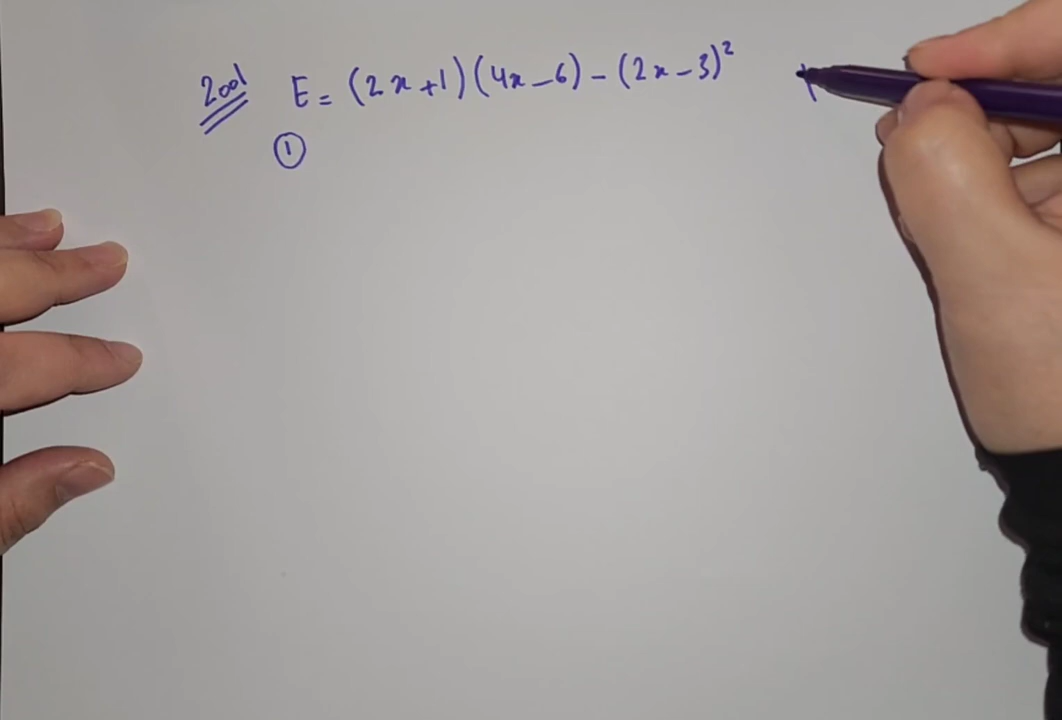 2001 E = (2x+1)(4x-6)-(2x-3)²
①